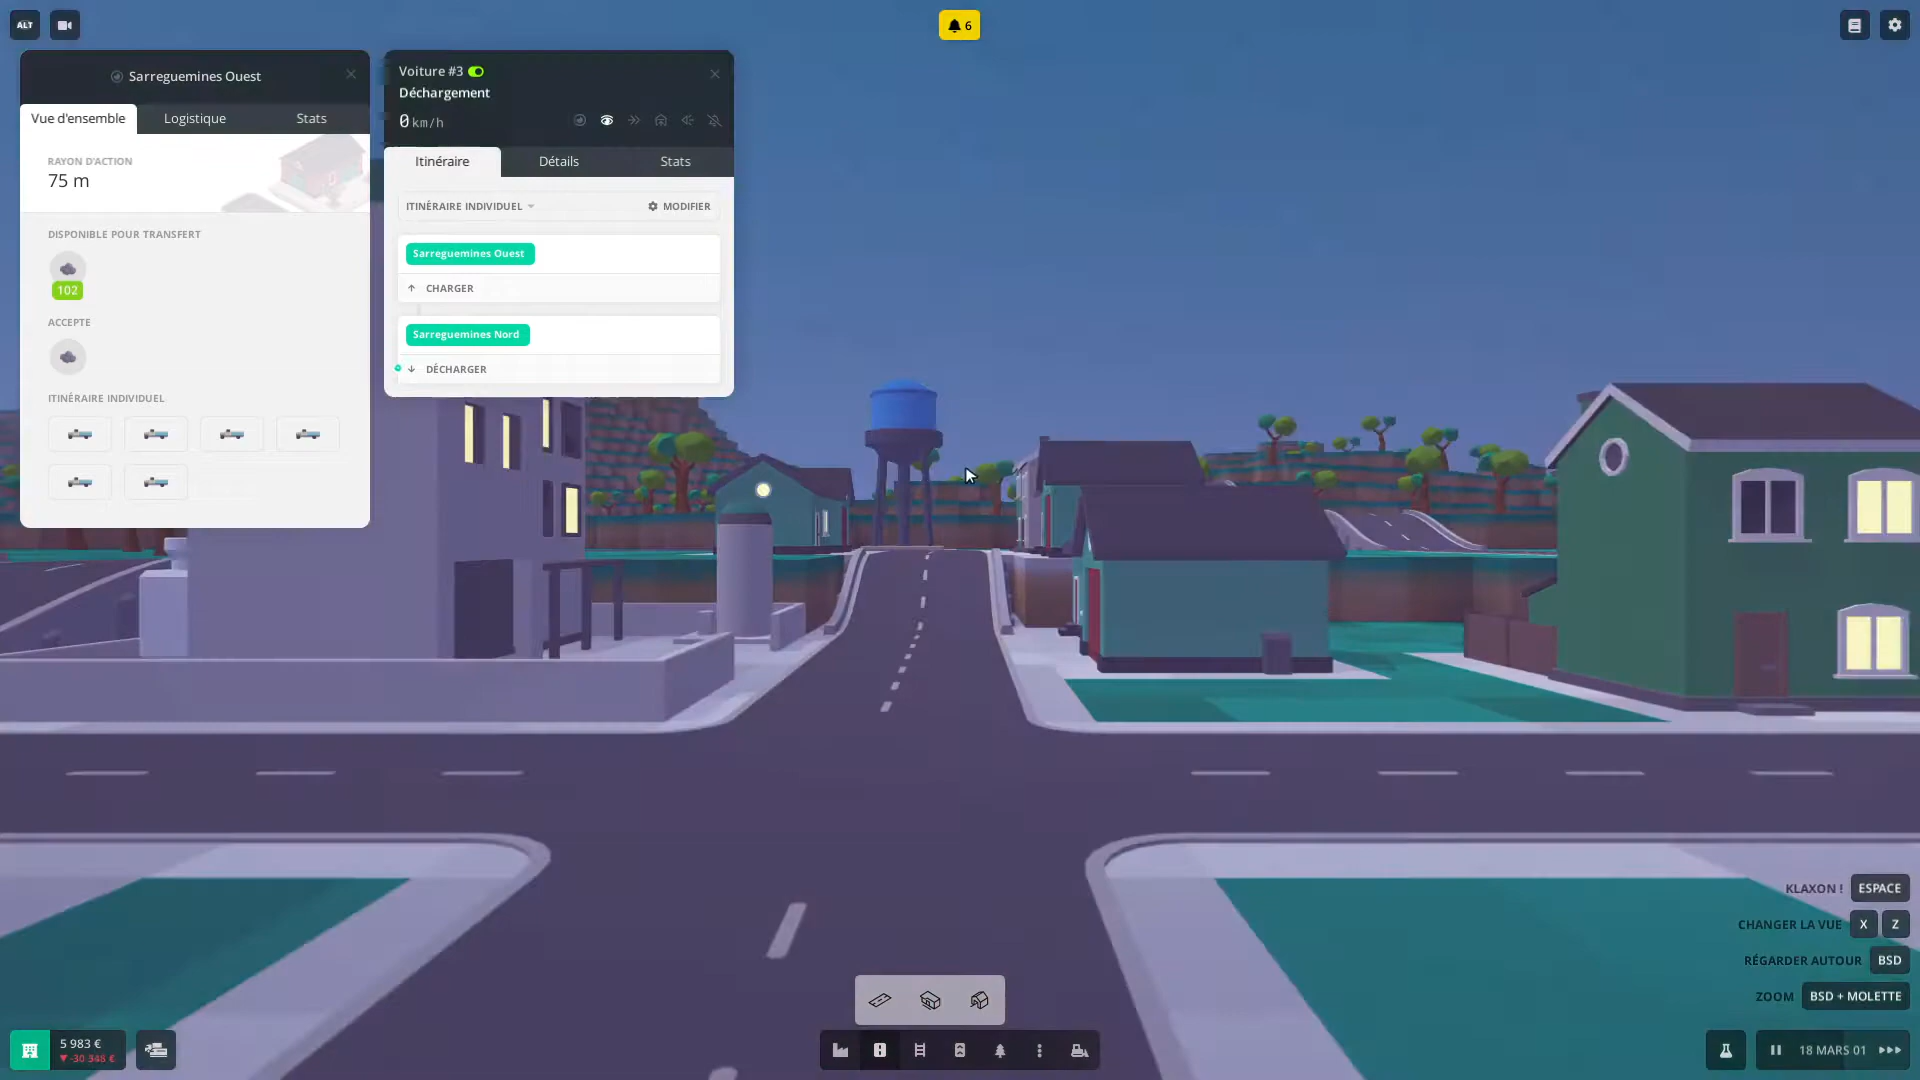 ALT
6
Sarreguemines Ouest
Vue d'ensemble
Logistique
Stats
RAYON D'ACTION
75 m
DISPONIBLE POUR TRANSFERT
102
ACCEPTE
ITINÉRAIRE INDIVIDUEL
Voiture #3
Déchargement
0 km/h
Itinéraire
Détails
Stats
ITINÉRAIRE INDIVIDUEL
MODIFIER
Sarreguemines Ouest
CHARGER
Sarreguemines Nord
DÉCHARGER
KLAXON ! ESPACE
CHANGER LA VUE X Z
RÉGARDER AUTOUR BSD
ZOOM BSD + MOLETTE
5 983 €
▼-30 348 €
18 MARS 01